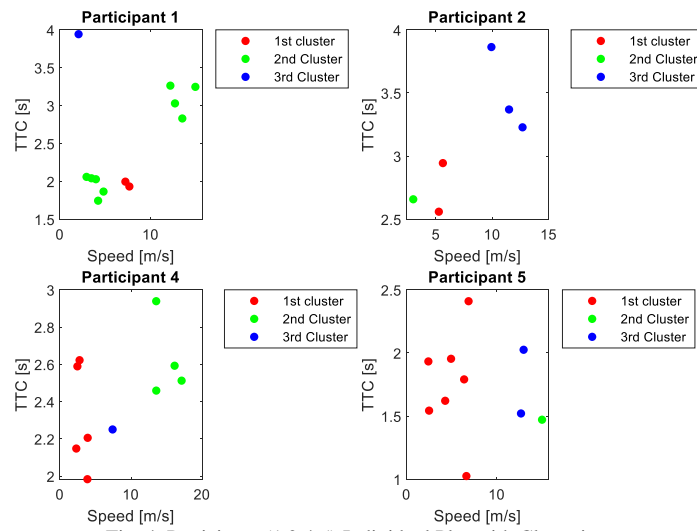 Participant 1
4
3.5
3
2.5
2
1.5
TTC [s]
0
10
Speed [m/s]
1st cluster
2nd Cluster
3rd Cluster
Participant 2
4
3.5
3
2.5
TTC [s]
5
10
15
Speed [m/s]
1st cluster
2nd Cluster
3rd Cluster
Participant 4
3
2.8
2.6
2.4
2.2
2
TTC [s]
0
10
20
Speed [m/s]
1st cluster
2nd Cluster
3rd Cluster
Participant 5
2.5
2
1.5
1
TTC [s]
5
10
15
Speed [m/s]
1st cluster
2nd Cluster
3rd Cluster